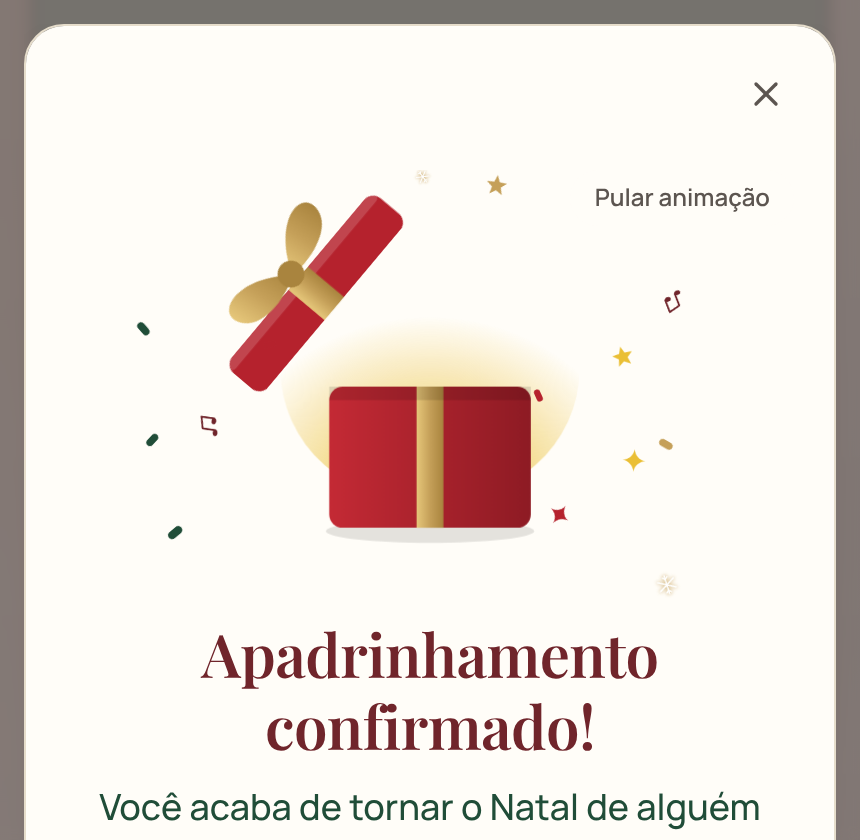 Pular animação
Apadrinhamento
confirmado!
Você acaba de tornar o Natal de alguém